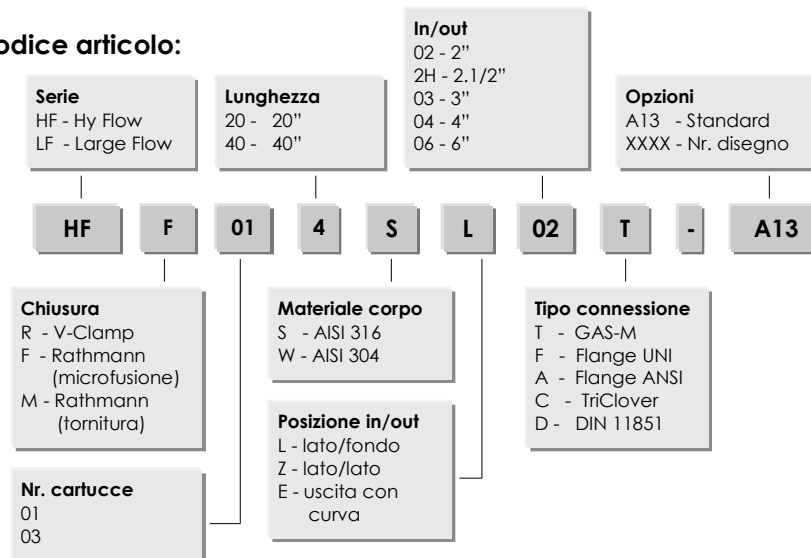 odice articolo:
Serie
HF - Hy Flow
LF - Large Flow
Lunghezza
20 - 20”
40 - 40”
In/out
02 - 2”
2H - 2.1/2”
03 - 3”
04 - 4”
06 - 6”
Opzioni
A13 - Standard
XXXX - Nr. disegno
HF F 01 4 S L 02 T - A13
Chiusura
R - V-Clamp
F - Rathmann
(microfusione)
M - Rathmann
(tornitura)
Nr. cartucce
01
03
Materiale corpo
S - AISI 316
W - AISI 304
Posizione in/out
L - lato/fondo
Z - lato/lato
E - uscita con
curva
Tipo connessione
T - GAS-M
F - Flange UNI
A - Flange ANSI
C - TriClover
D - DIN 11851